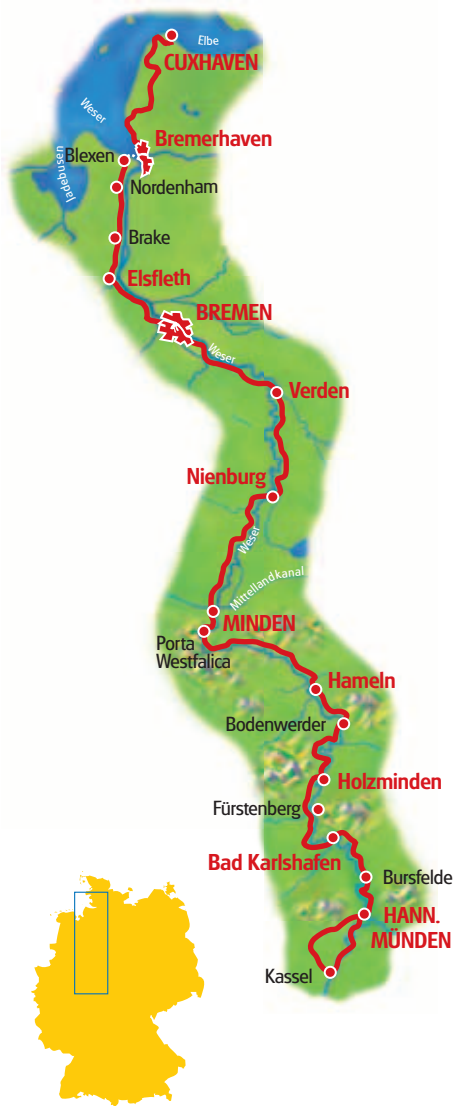 Elbe
CUXHAVEN
Weser
Bremerhaven
Blexen
Jadebusen
Nordenham
Brake
Elsfleth
BREMEN
Weser
Verden
Nienburg
Weser
Mittellandkanal
MINDEN
Porta
Westfalica
Hameln
Bodenwerder
Holzminden
Fürstenberg
Bad Karlshafen
Bursfelde
HANN.
MÜNDEN
Kassel